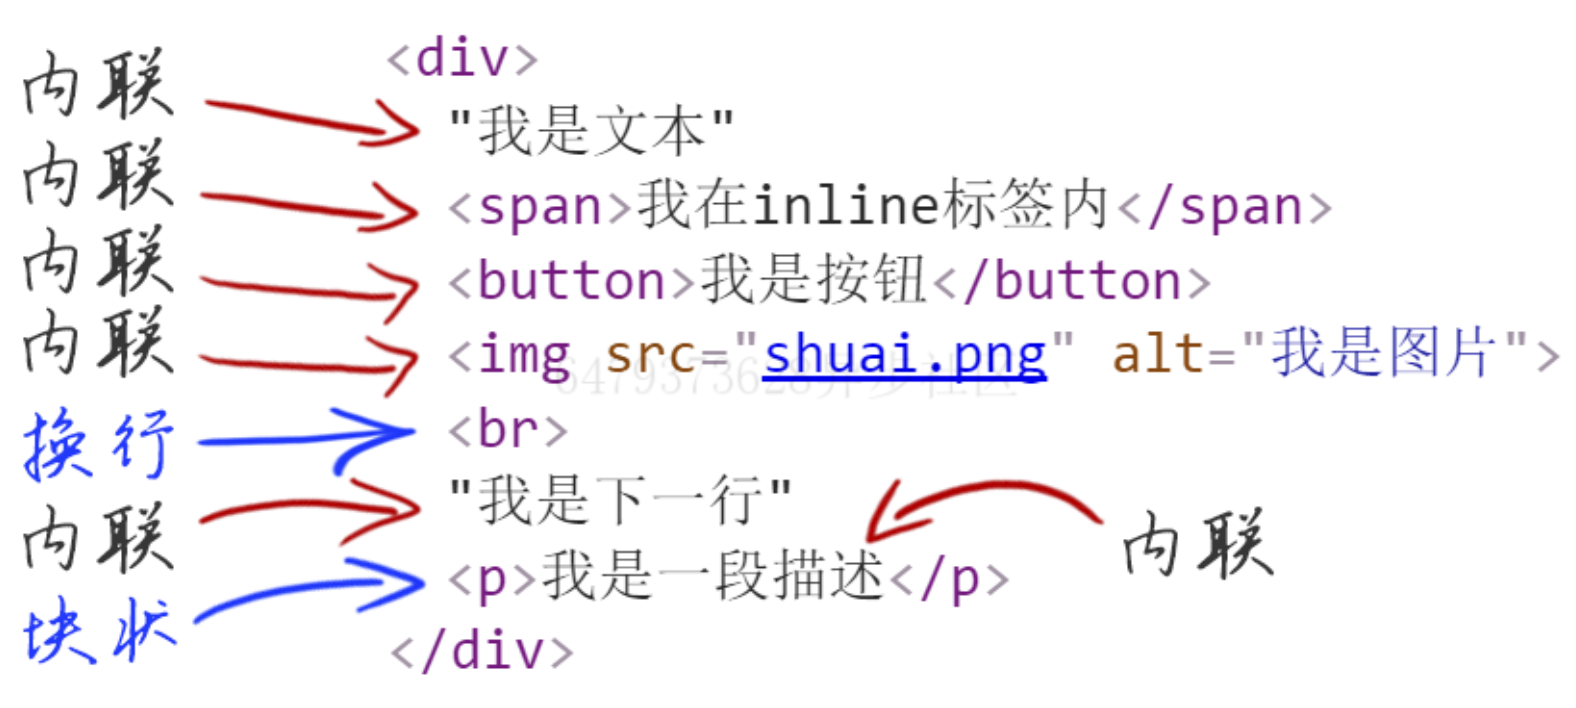 <div>
内联 "我是文本"
内联 <span>我在inline标签内</span>
内联 <button>我是按钮</button>
内联 <img src="shuai.png" alt="我是图片">
换行 <br>
内联 "我是下一行"
块状 <p>我是一段描述</p> 内联
</div>